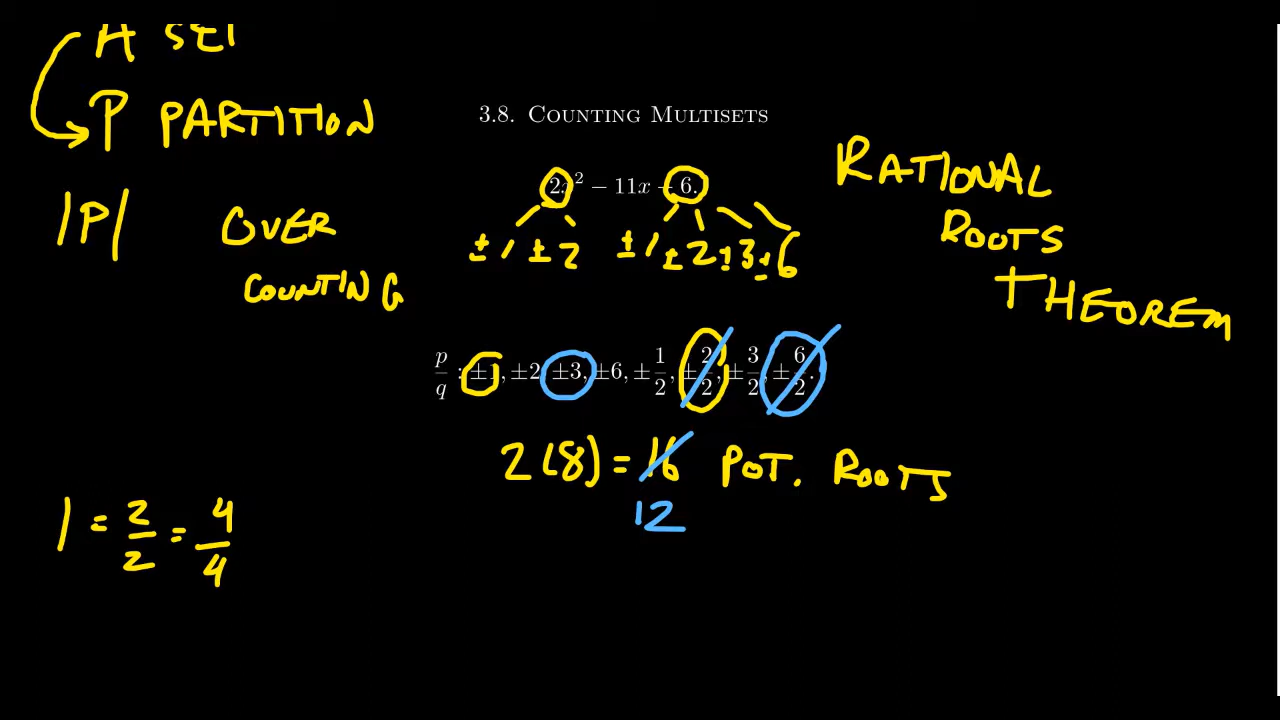 A SET
P PARTITION
|P| OVER
COUNTING
3.8. COUNTING MULTISETS
2x² − 11x − 6.
±1 ±2 ±1 ±2 ±3 ±6
RATIONAL
ROOTS
THEOREM
p/q : ±1, ±2, ±3, ±6, ±1/2, ±2/2, ±3/2, ±6/2.
2(8) = 16 POT. ROOTS
12
1 = 2/2 = 4/4